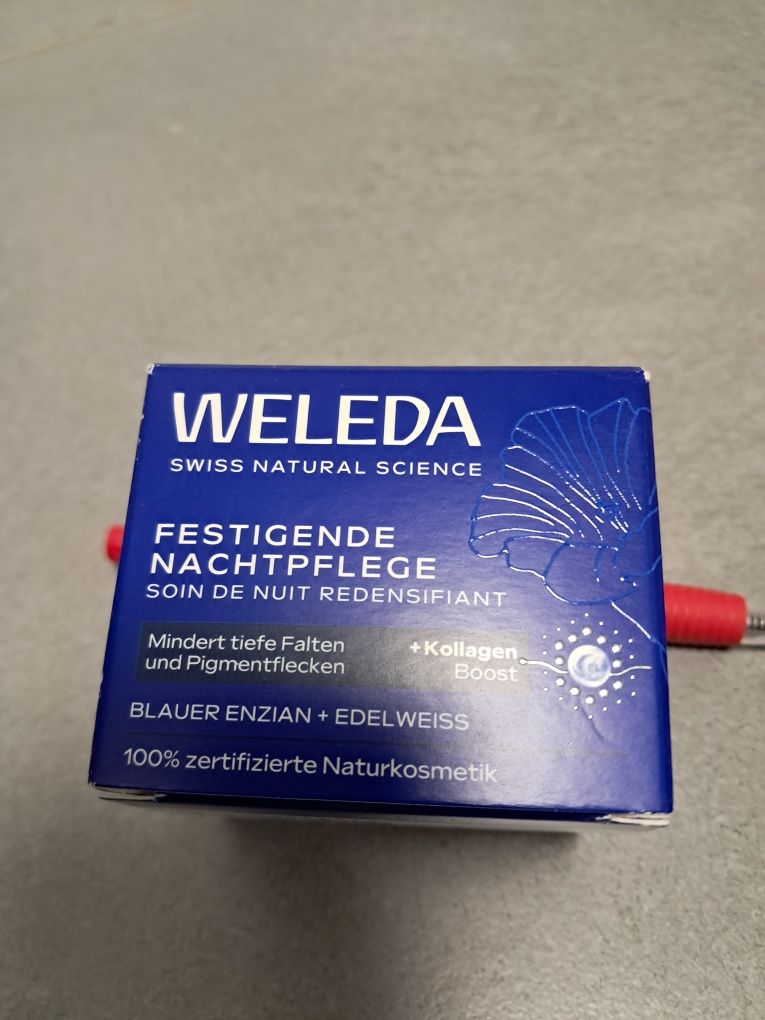 WELEDA
SWISS NATURAL SCIENCE
FESTIGENDE
NACHTPFLEGE
SOIN DE NUIT REDENSIFIANT
Mindert tiefe Falten
und Pigmentflecken
+Kollagen
Boost
BLAUER ENZIAN + EDELWEISS
100% zertifizierte Naturkosmetik